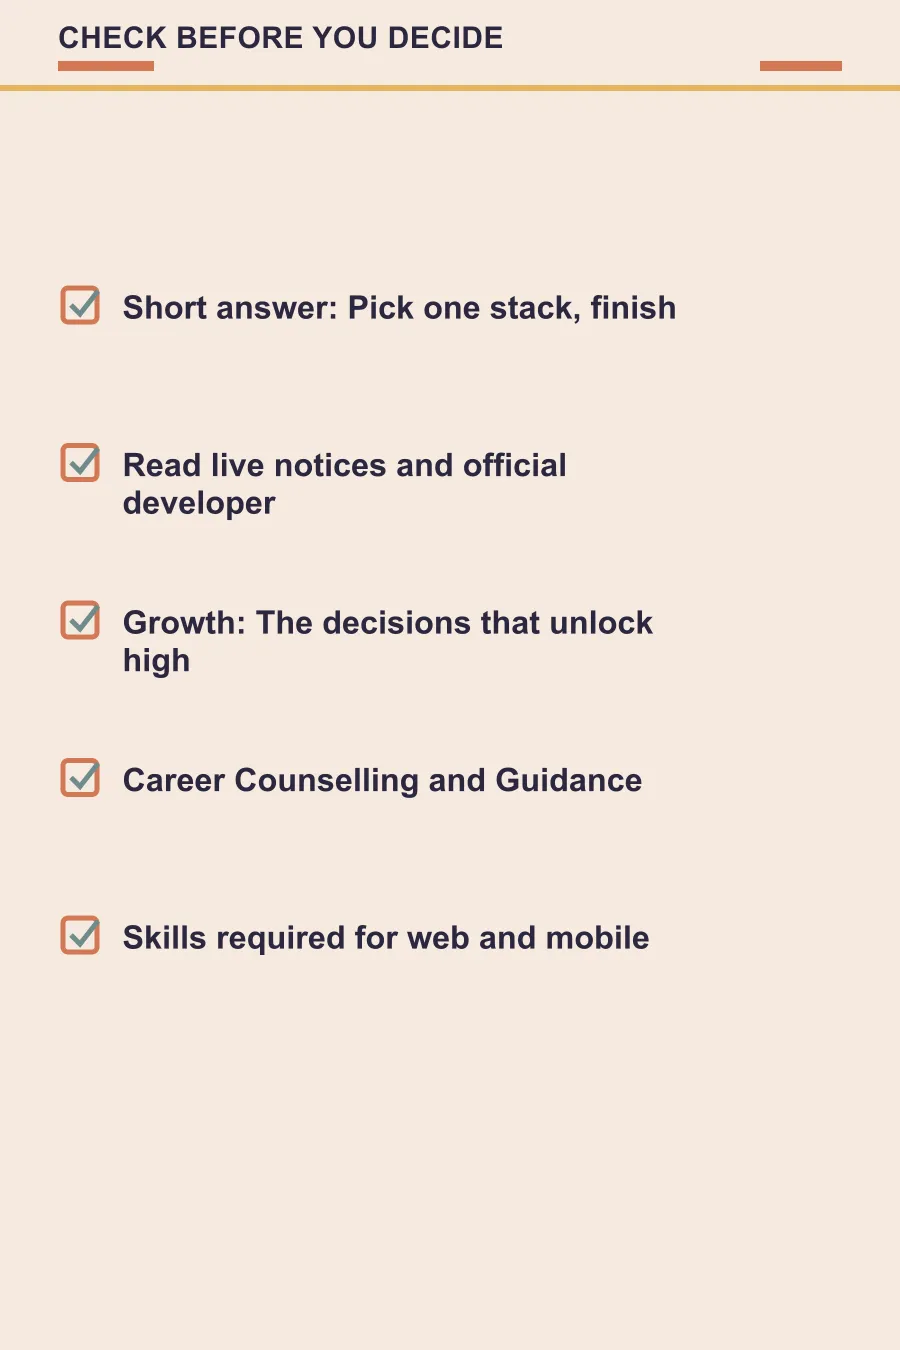 CHECK BEFORE YOU DECIDE
Short answer: Pick one stack, finish
Read live notices and official
developer
Growth: The decisions that unlock
high
Career Counselling and Guidance
Skills required for web and mobile